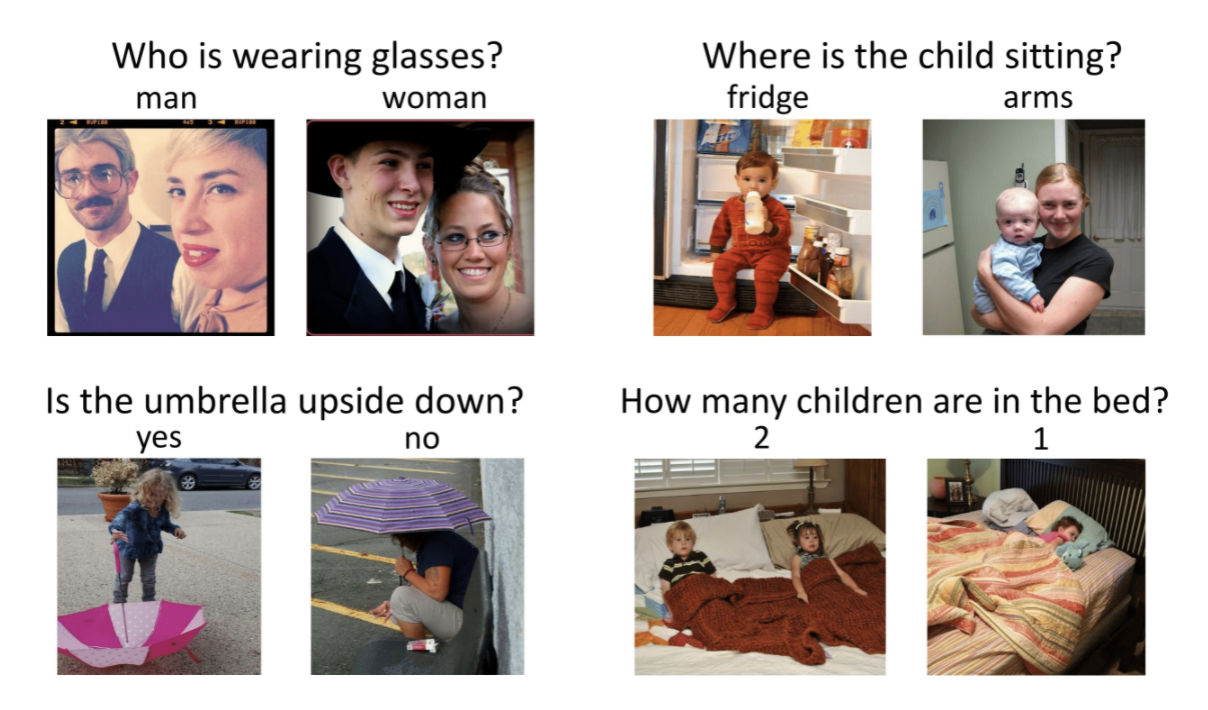 Who is wearing glasses?
man
woman
Where is the child sitting?
fridge
arms
Is the umbrella upside down?
yes
no
How many children are in the bed?
2
1